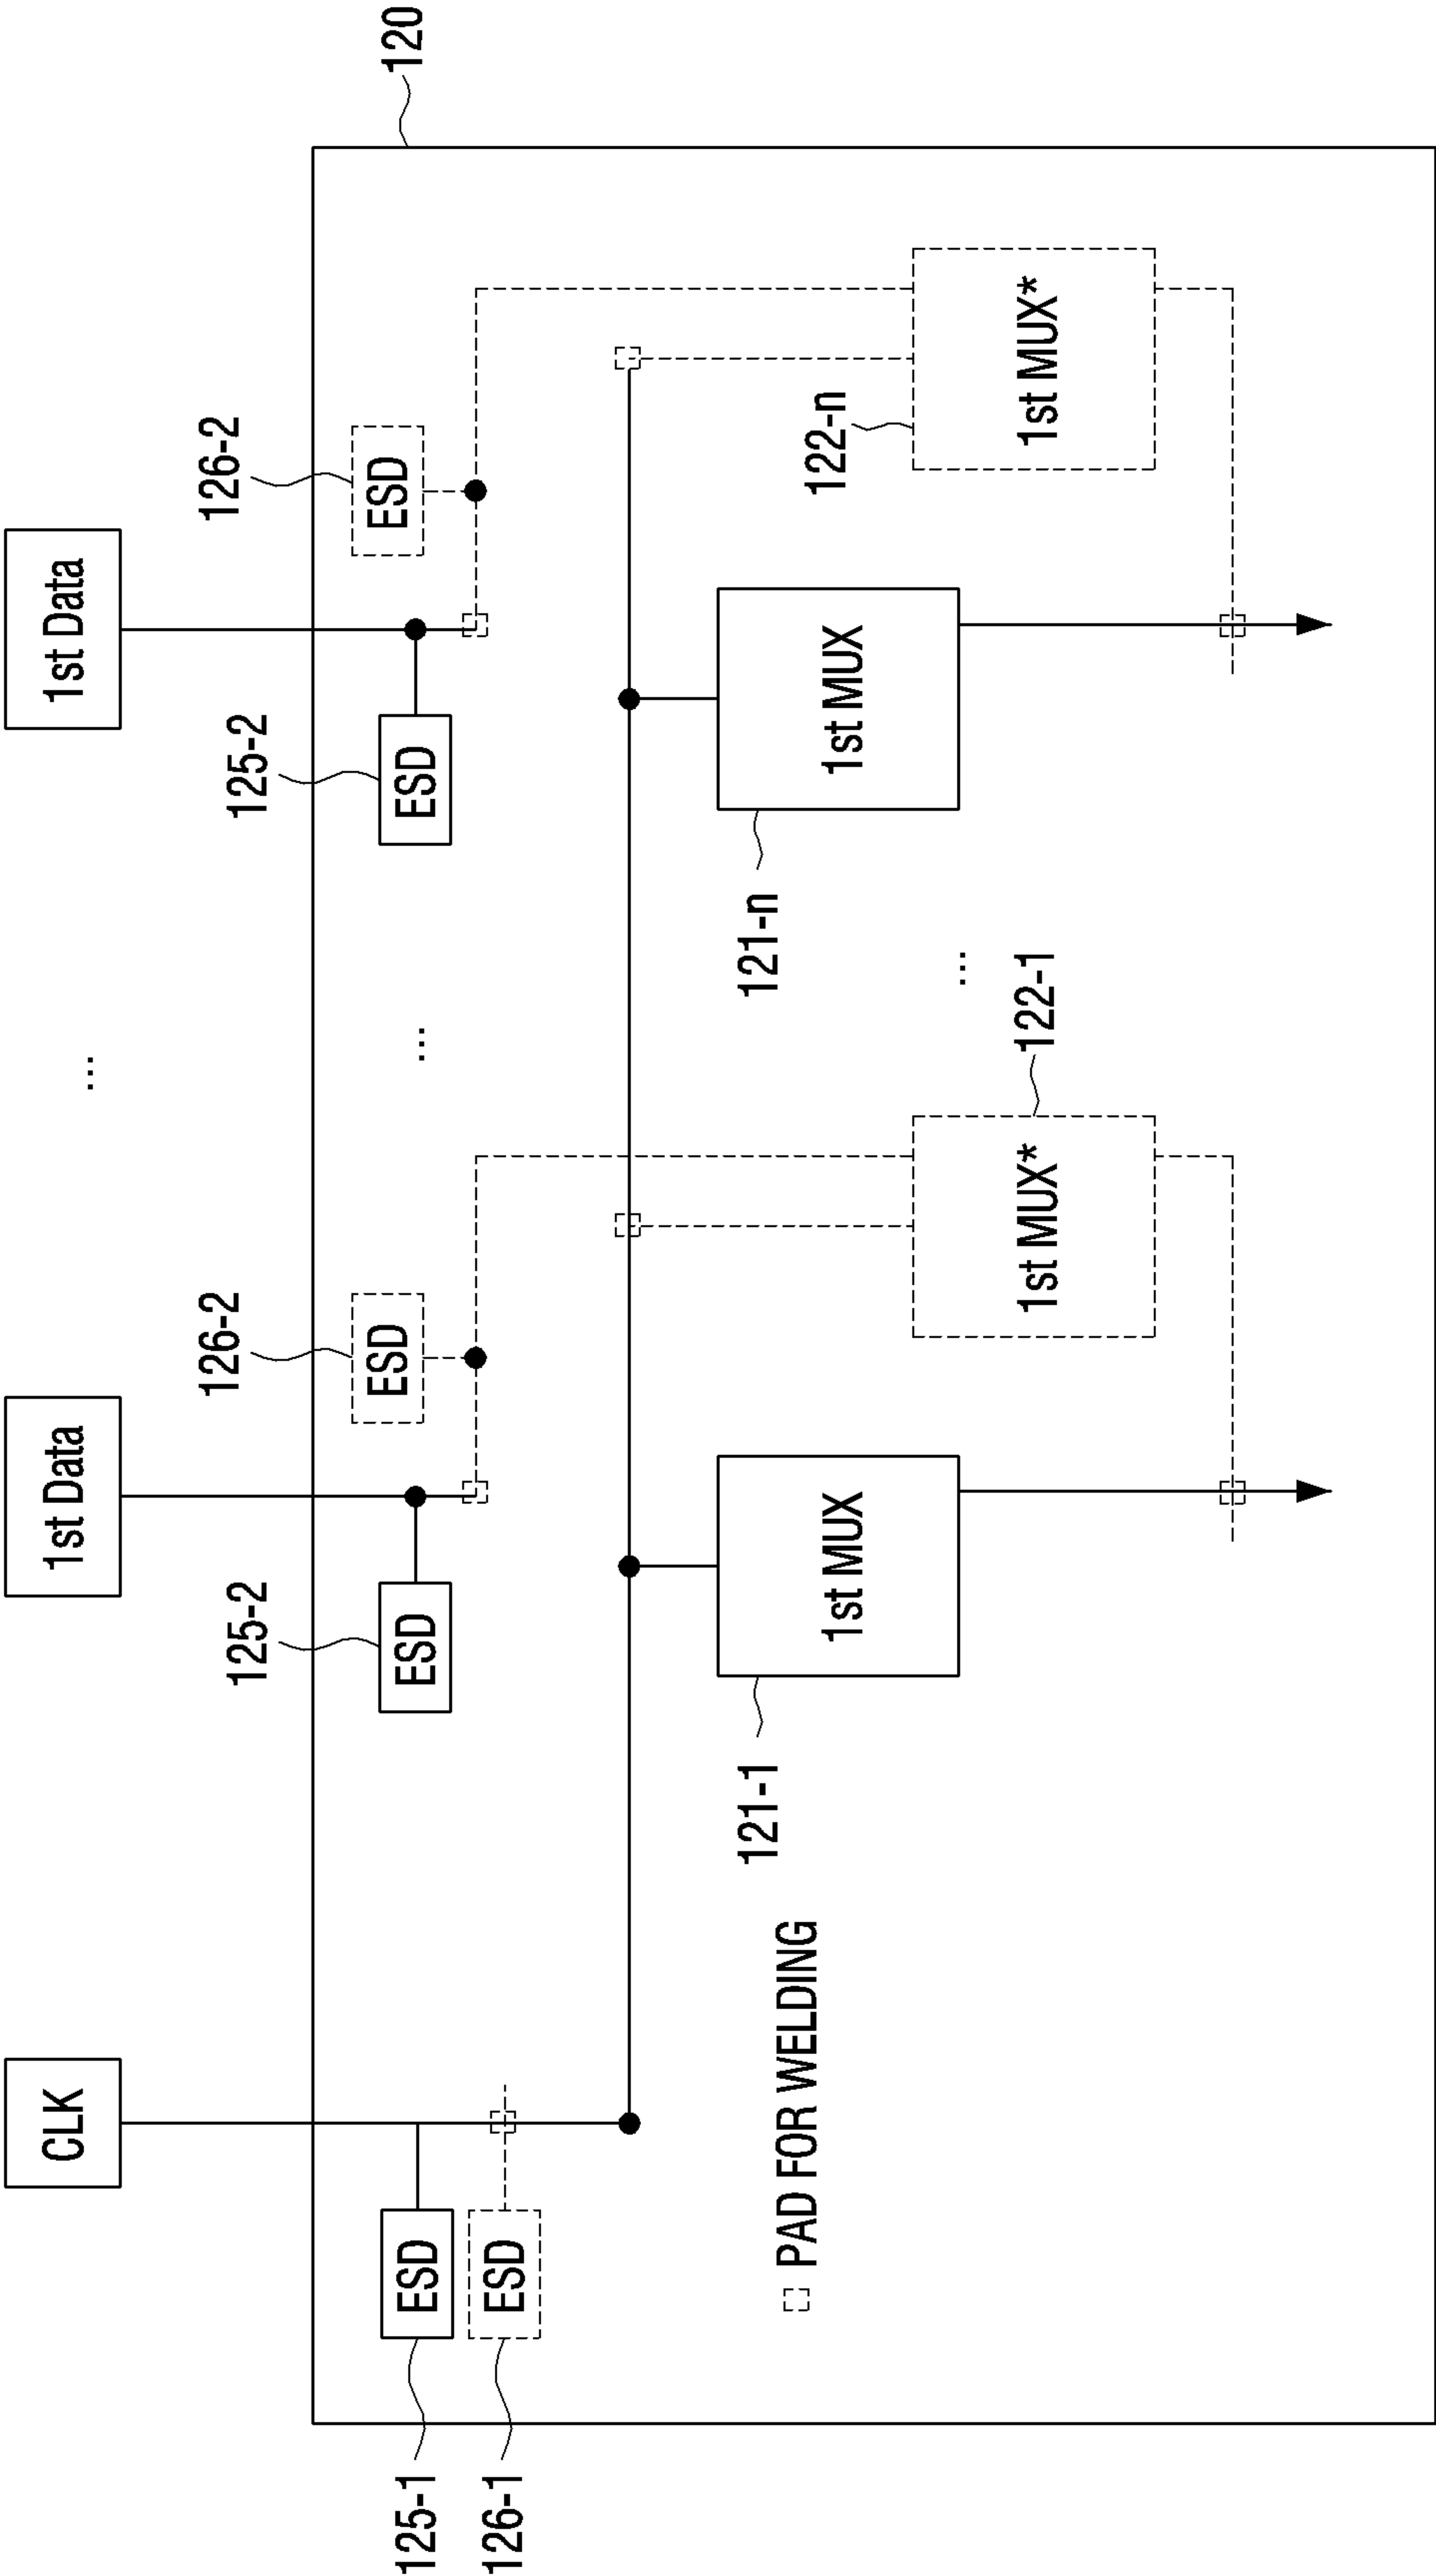 CLK
1st Data
...
1st Data
120
125-1
ESD
126-1
ESD
125-2
ESD
126-2
ESD
...
125-2
ESD
126-2
ESD
121-1
1st MUX
122-1
1st MUX*
...
121-n
1st MUX
122-n
1st MUX*
PAD FOR WELDING